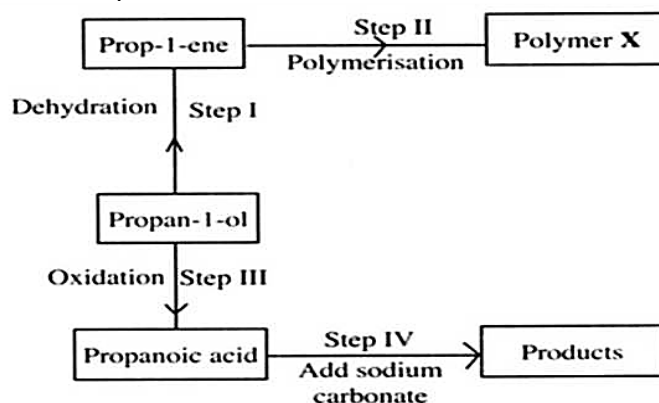 Prop-1-ene Step II Polymer X
Polymerisation
Dehydration Step I
Propan-1-ol
Oxidation Step III
Step IV
Propanoic acid Products
Add sodium
carbonate